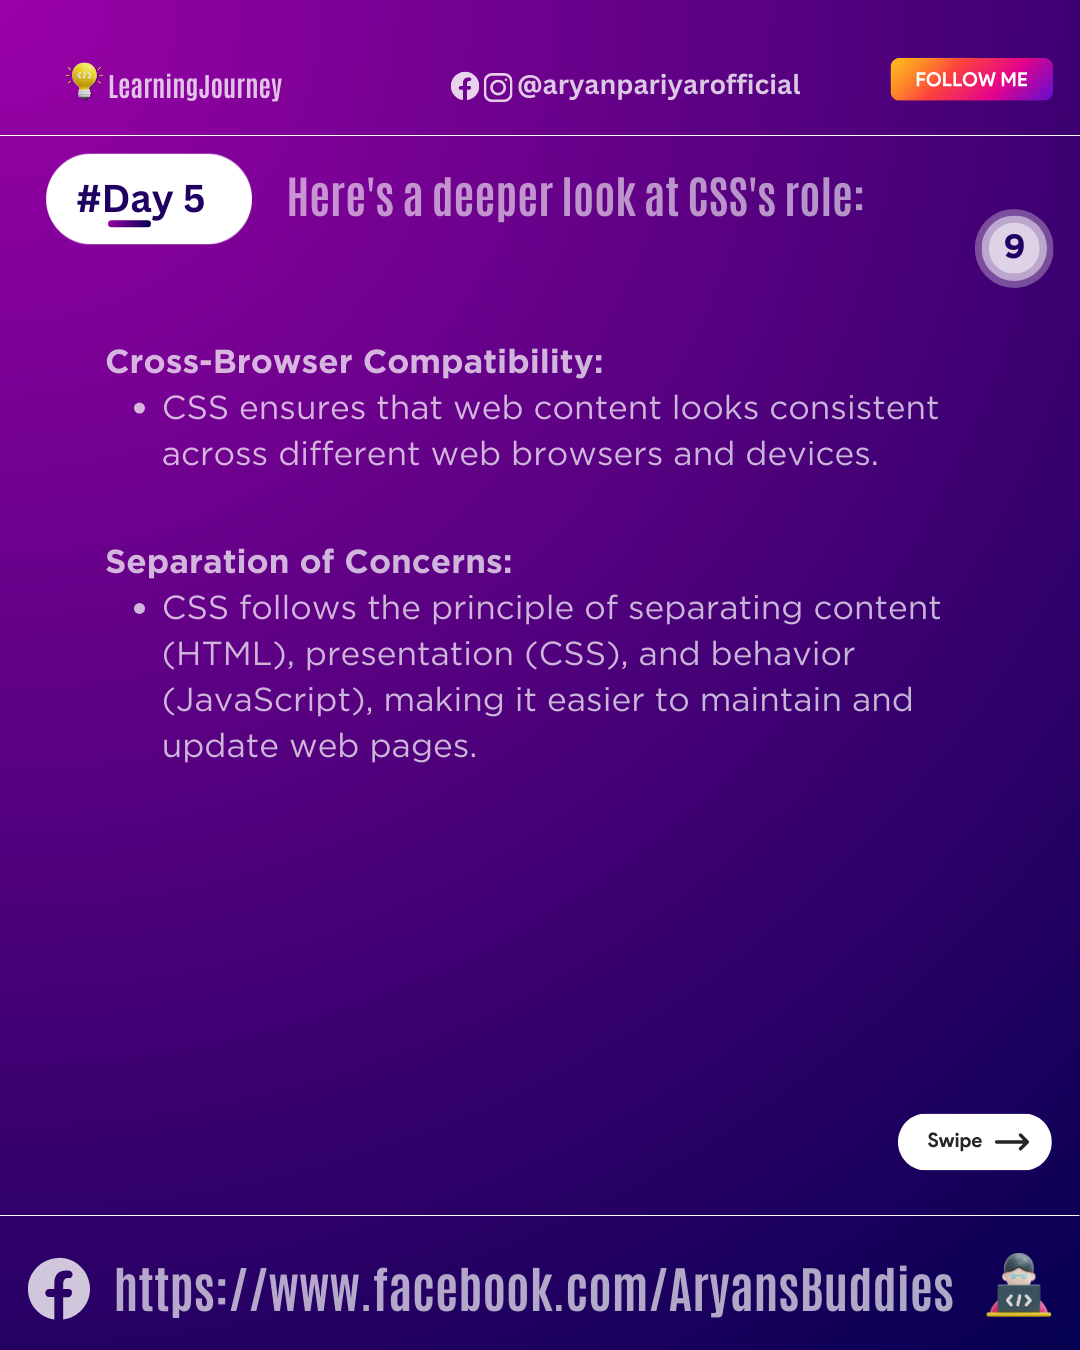 LearningJourney
@aryanpariyarofficial
FOLLOW ME
#Day 5
Here's a deeper look at CSS's role:
9
Cross-Browser Compatibility:
• CSS ensures that web content looks consistent
across different web browsers and devices.
Separation of Concerns:
• CSS follows the principle of separating content
(HTML), presentation (CSS), and behavior
(JavaScript), making it easier to maintain and
update web pages.
Swipe
https://www.facebook.com/AryansBuddies